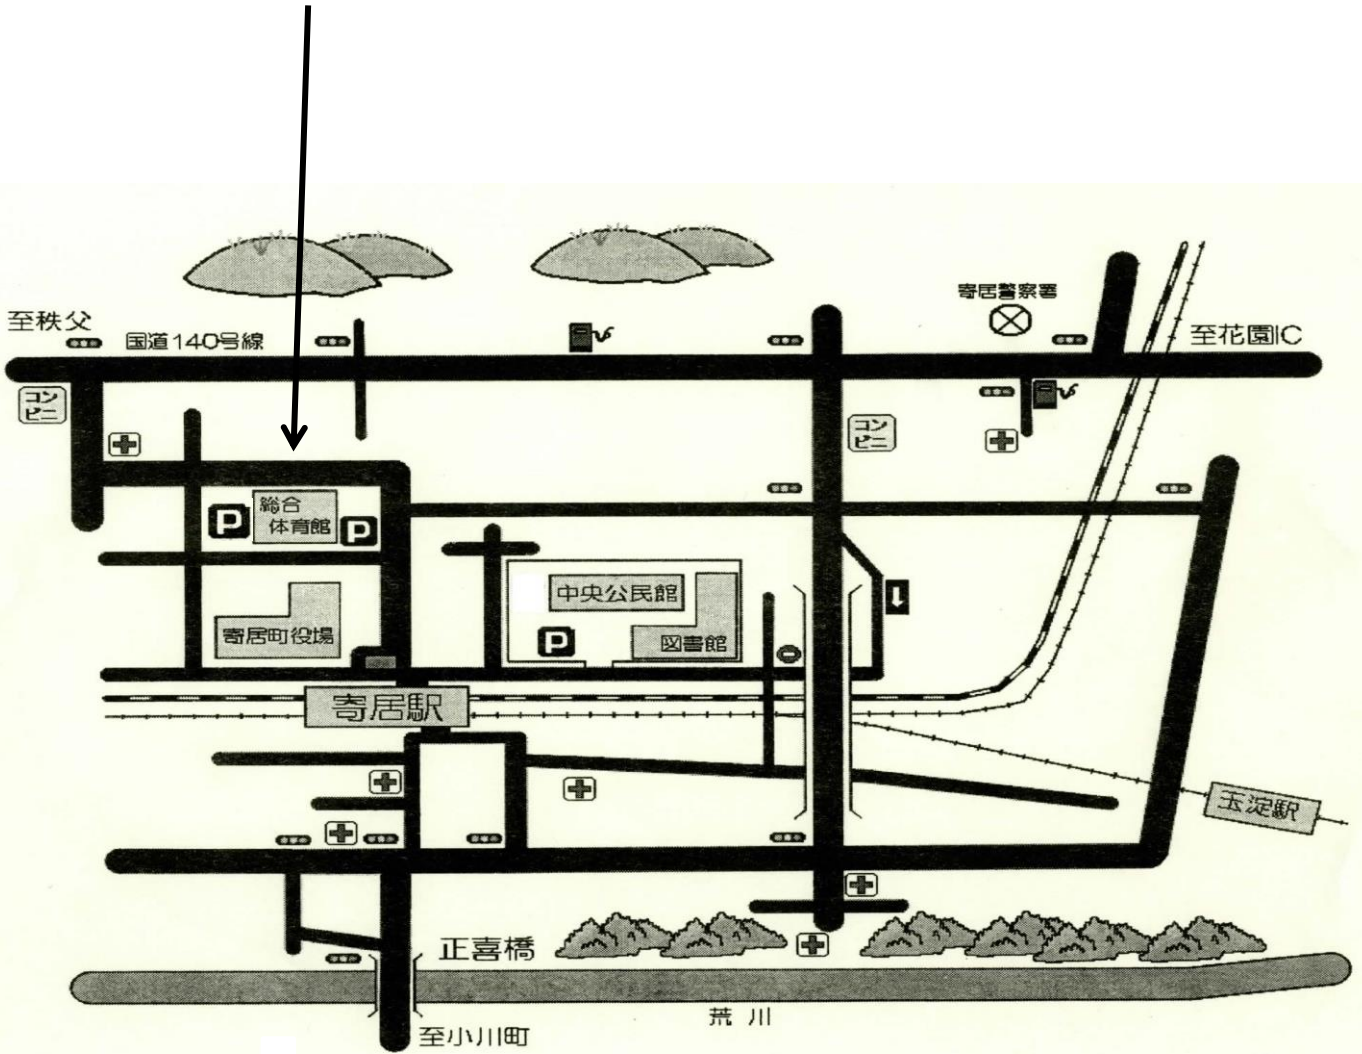 寄居警察署
至秩父
国道140号線
至花園IC
コン
ビニ
コン
ビニ
P
総合
体育館
P
中央公民館
寄居町役場
P
図書館
寄居駅
玉淀駅
正喜橋
荒川
至小川町